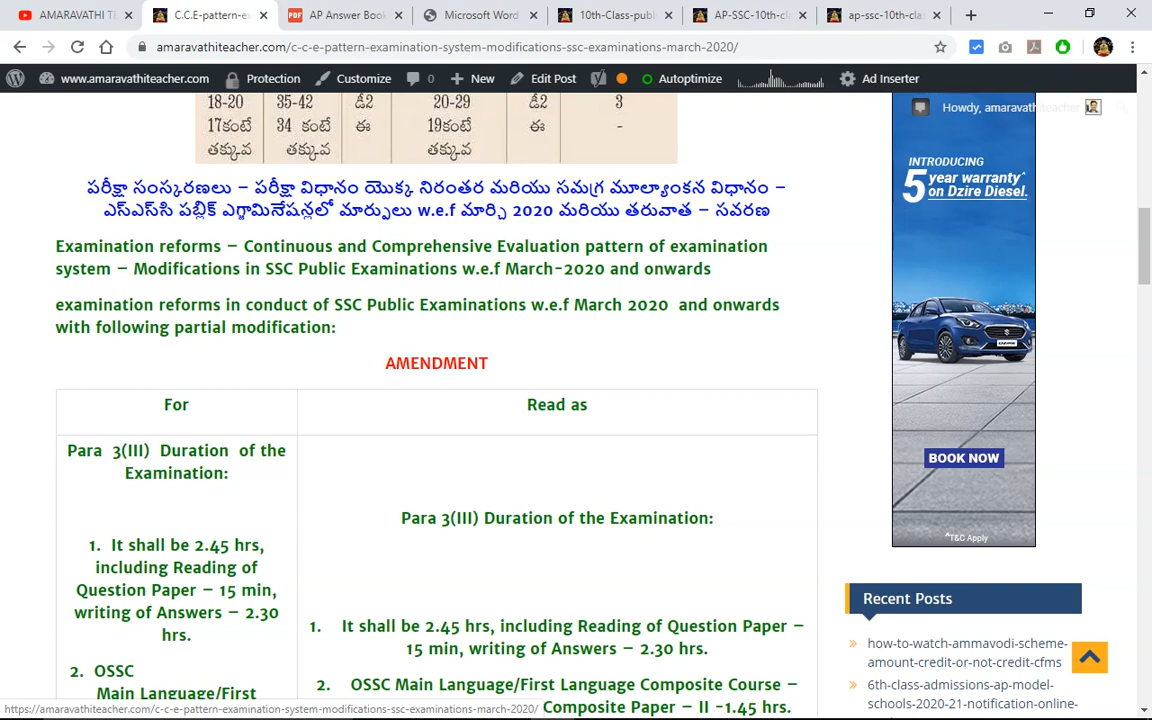 AMARAVATHI TE
C.C.E-pattern-ex
AP Answer Book
Microsoft Word
10th-Class-publ
AP-SSC-10th-cla
ap-ssc-10th-clas
amaravathiteacher.com/c-c-e-pattern-examination-system-modifications-ssc-examinations-march-2020/
www.amaravathiteacher.com
Protection
Customize
0
New
Edit Post
Autoptimize
Ad Inserter
Howdy, amaravathiteacher
18-20 35-42 డీ2 20-29 డీ2 3
17కంటే 34 కంటే ఈ 19కంటే ఈ -
తక్కువ తక్కువ తక్కువ
పరీక్షా సంస్కరణలు – పరీక్షా విధానం యొక్క నిరంతర మరియు సమగ్ర మూల్యాంకన విధానం –
ఎస్ఎస్‌సి పబ్లిక్ ఎగ్జామినేషన్లలో మార్పులు w.e.f మార్చి 2020 మరియు తరువాత – సవరణ
Examination reforms – Continuous and Comprehensive Evaluation pattern of examination
system – Modifications in SSC Public Examinations w.e.f March-2020 and onwards
examination reforms in conduct of SSC Public Examinations w.e.f March 2020 and onwards
with following partial modification:
AMENDMENT
For
Read as
Para 3(III) Duration of the
Examination:
1. It shall be 2.45 hrs,
including Reading of
Question Paper – 15 min,
writing of Answers – 2.30
hrs.
2. OSSC
Main Language/First
Para 3(III) Duration of the Examination:
1. It shall be 2.45 hrs, including Reading of Question Paper –
15 min, writing of Answers – 2.30 hrs.
2. OSSC Main Language/First Language Composite Course –
Composite Paper – II -1.45 hrs.
INTRODUCING
5 year warranty^
on Dzire Diesel.
BOOK NOW
^T&C Apply
Recent Posts
how-to-watch-ammavodi-scheme-
amount-credit-or-not-credit-cfms
6th-class-admissions-ap-model-
schools-2020-21-notification-online-
https://amaravathiteacher.com/c-c-e-pattern-examination-system-modifications-ssc-examinations-march-2020/